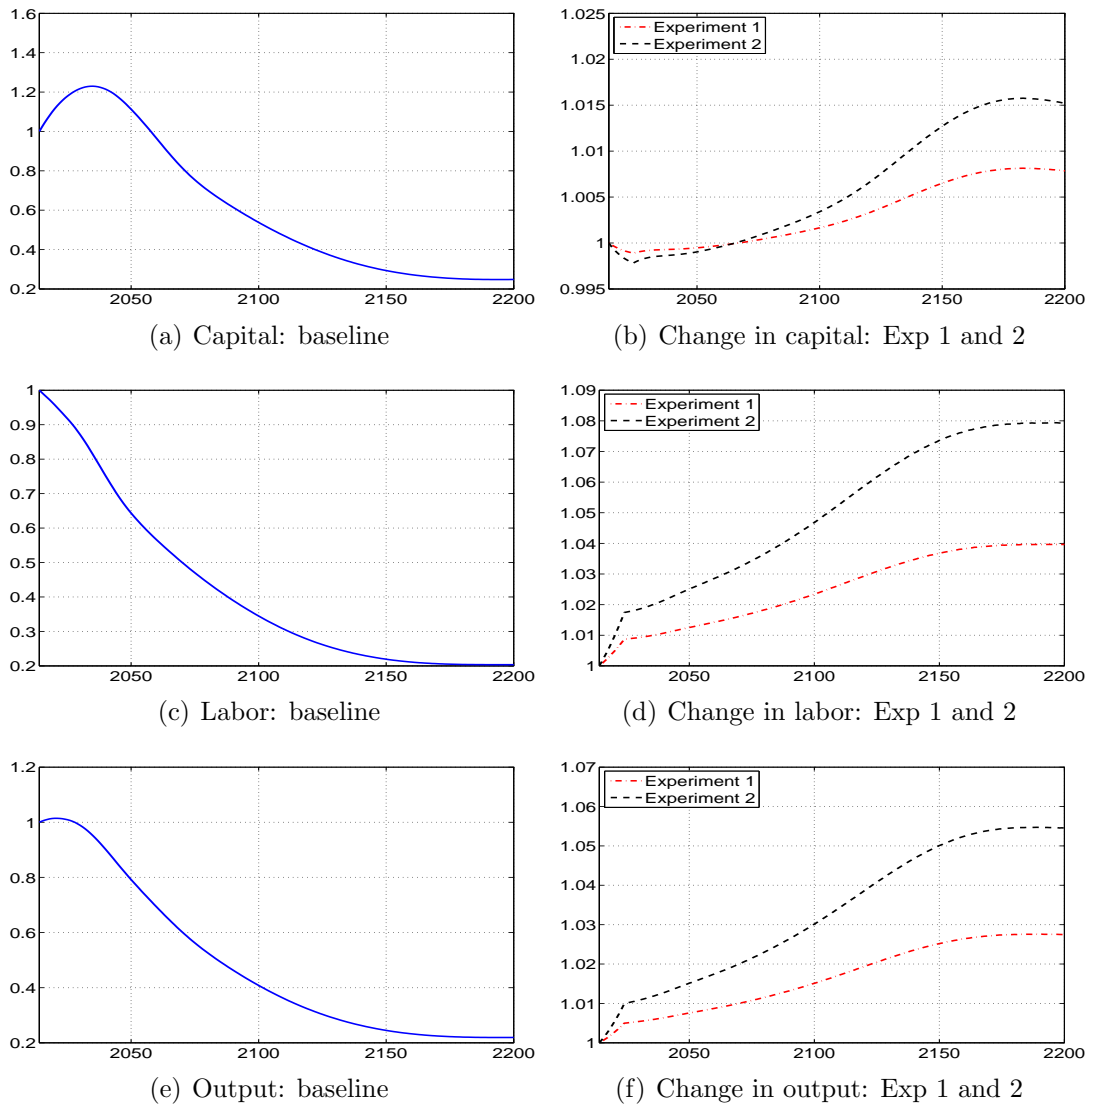 1.6
1.4
1.2
1
0.8
0.6
0.4
0.2
2050 2100 2150 2200
(a) Capital: baseline
1.025
1.02
1.015
1.01
1.005
1
0.995
Experiment 1
Experiment 2
2050 2100 2150 2200
(b) Change in capital: Exp 1 and 2
1
0.9
0.8
0.7
0.6
0.5
0.4
0.3
0.2
2050 2100 2150 2200
(c) Labor: baseline
1.09
1.08
1.07
1.06
1.05
1.04
1.03
1.02
1.01
1
Experiment 1
Experiment 2
2050 2100 2150 2200
(d) Change in labor: Exp 1 and 2
1.2
1
0.8
0.6
0.4
0.2
2050 2100 2150 2200
(e) Output: baseline
1.07
1.06
1.05
1.04
1.03
1.02
1.01
1
Experiment 1
Experiment 2
2050 2100 2150 2200
(f) Change in output: Exp 1 and 2